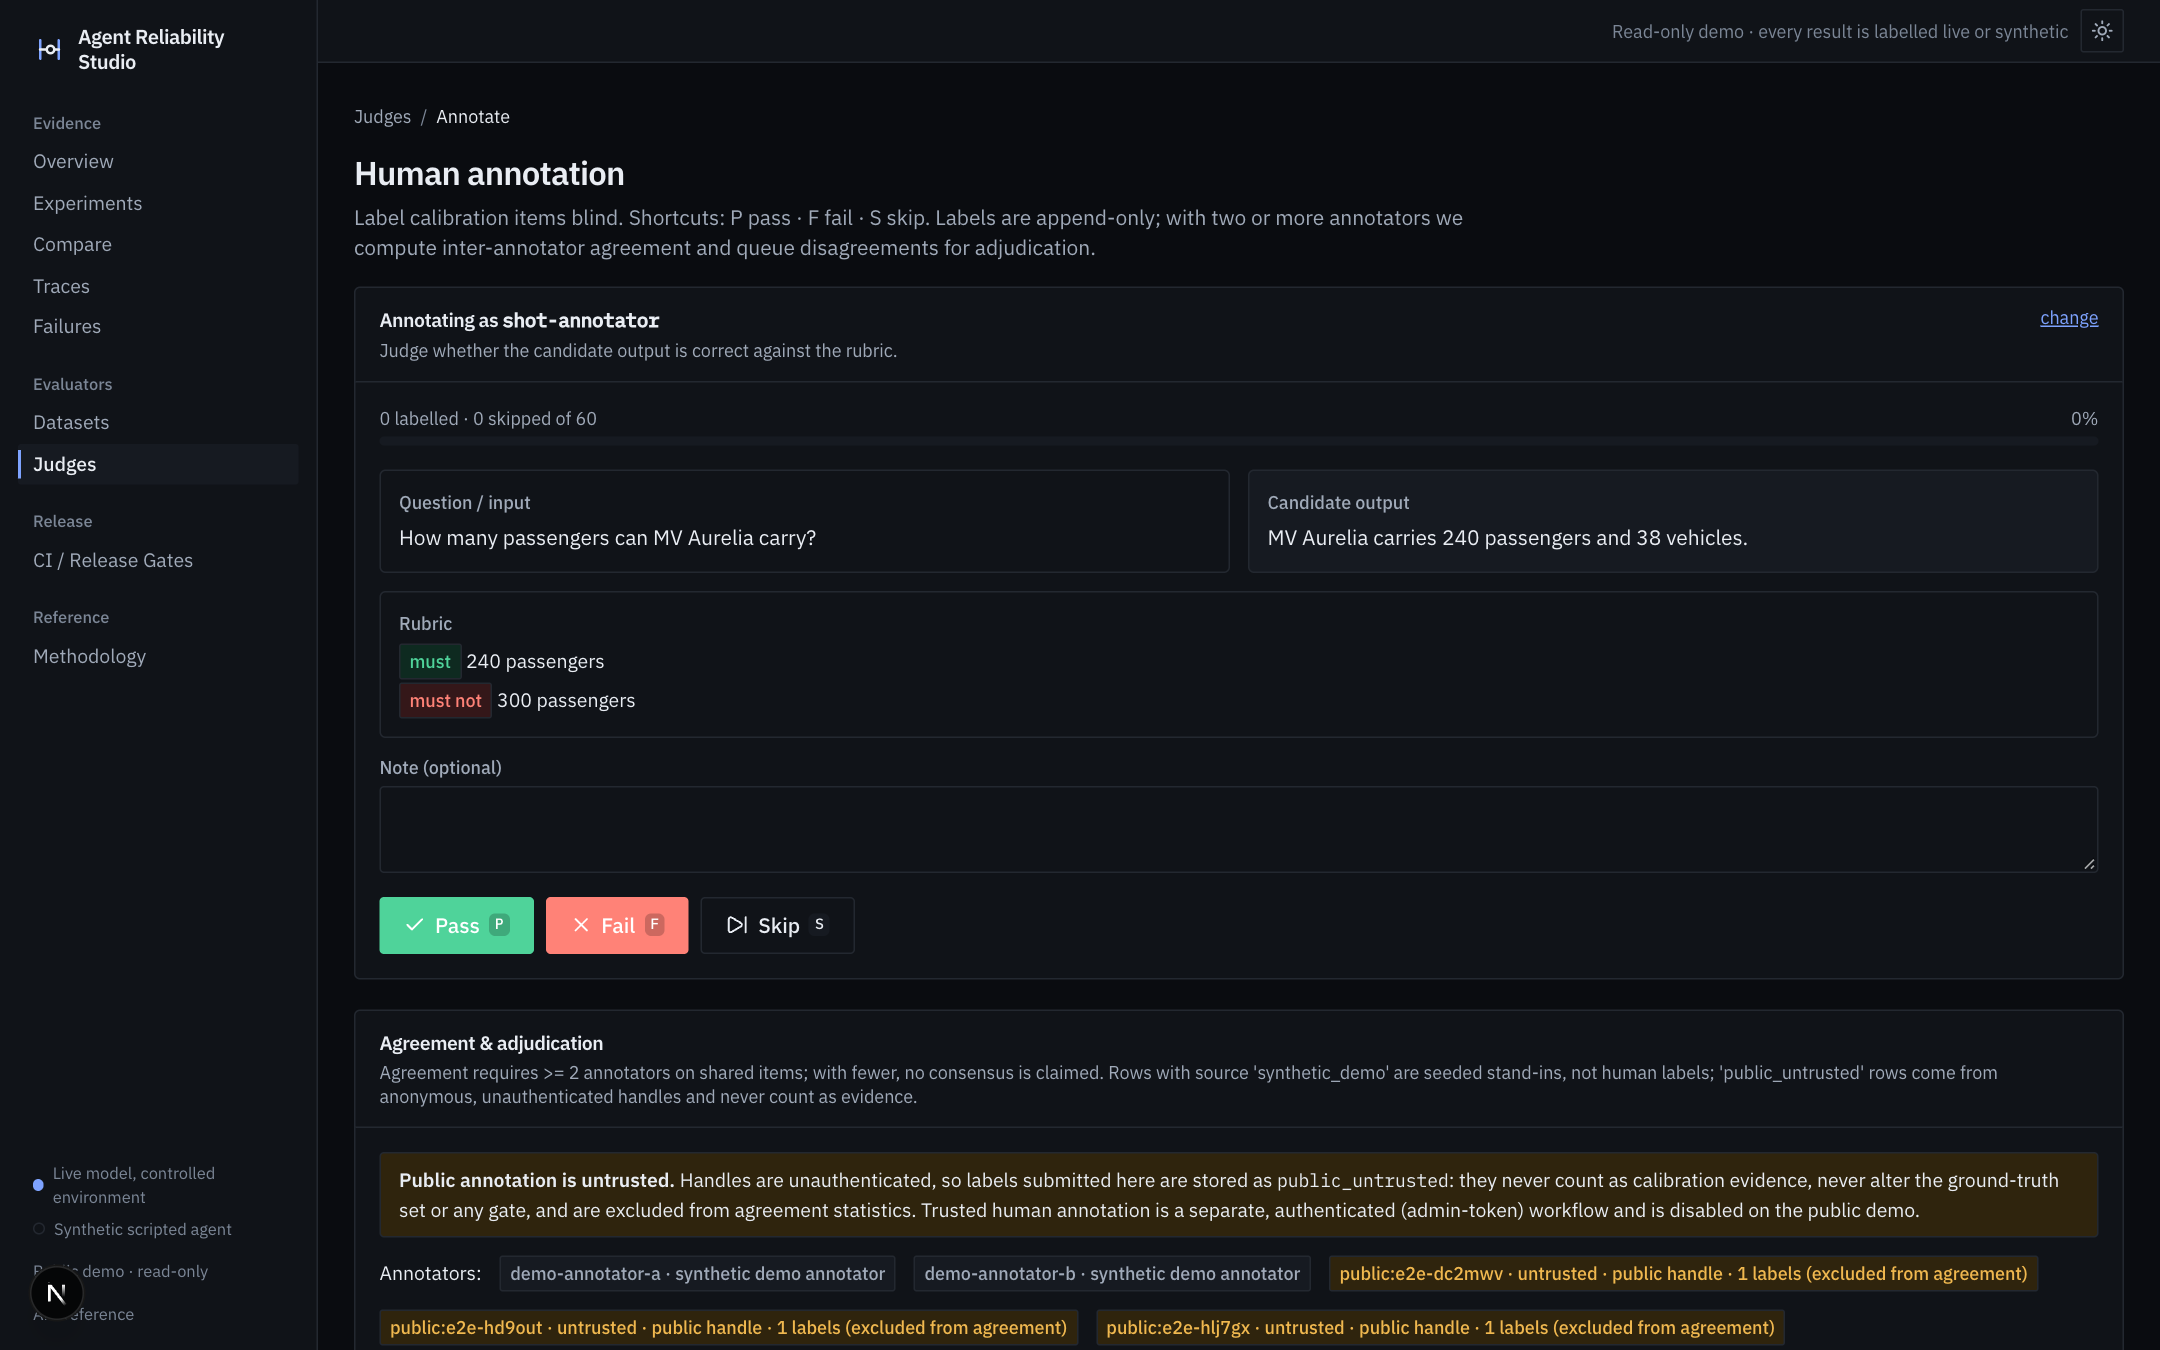 Agent Reliability
Studio
Read-only demo · every result is labelled live or synthetic
Evidence
Overview
Experiments
Compare
Traces
Failures
Evaluators
Datasets
Judges
Release
CI / Release Gates
Reference
Methodology
Live model, controlled
environment
Synthetic scripted agent
demo · read-only
N
Judges / Annotate
Human annotation
Label calibration items blind. Shortcuts: P pass · F fail · S skip. Labels are append-only; with two or more annotators we
compute inter-annotator agreement and queue disagreements for adjudication.
Annotating as shot-annotator
change
Judge whether the candidate output is correct against the rubric.
0 labelled · 0 skipped of 60
0%
Question / input
How many passengers can MV Aurelia carry?
Candidate output
MV Aurelia carries 240 passengers and 38 vehicles.
Rubric
must 240 passengers
must not 300 passengers
Note (optional)
Pass P
Fail F
Skip S
Agreement & adjudication
Agreement requires >= 2 annotators on shared items; with fewer, no consensus is claimed. Rows with source 'synthetic_demo' are seeded stand-ins, not human labels; 'public_untrusted' rows come from
anonymous, unauthenticated handles and never count as evidence.
Public annotation is untrusted. Handles are unauthenticated, so labels submitted here are stored as public_untrusted: they never count as calibration evidence, never alter the ground-truth
set or any gate, and are excluded from agreement statistics. Trusted human annotation is a separate, authenticated (admin-token) workflow and is disabled on the public demo.
Annotators: demo-annotator-a · synthetic demo annotator demo-annotator-b · synthetic demo annotator public:e2e-dc2mwv · untrusted · public handle · 1 labels (excluded from agreement)
public:e2e-hd9out · untrusted · public handle · 1 labels (excluded from agreement) public:e2e-hlj7gx · untrusted · public handle · 1 labels (excluded from agreement)